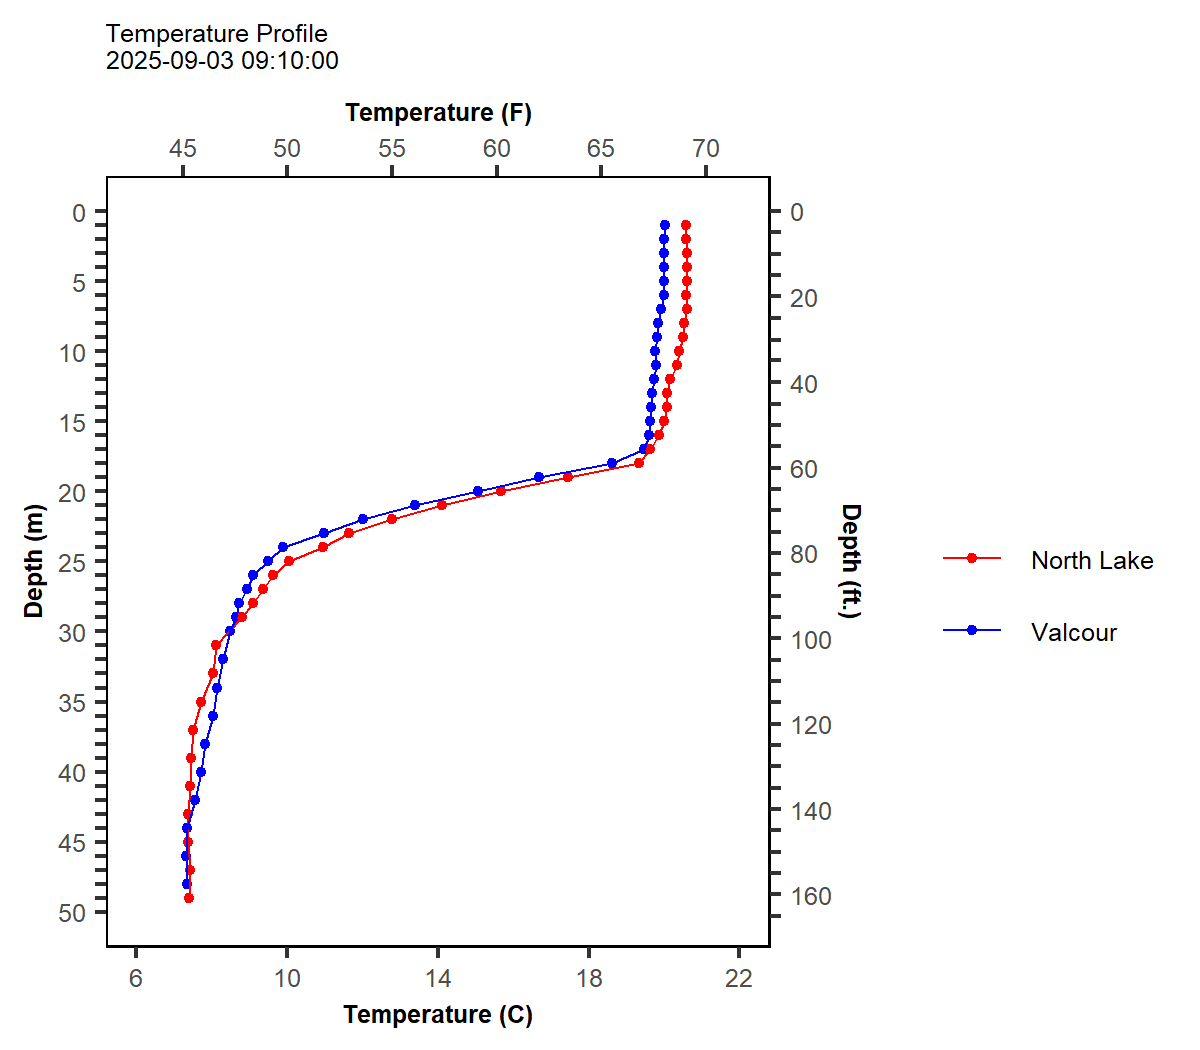 Temperature Profile
2025-09-03 09:10:00
Temperature (F)
45 50 55 60 65 70
0
5
10
15
20
25
30
35
40
45
50
Depth (m)
0
20
40
60
80
100
120
140
160
Depth (ft.)
North Lake
Valcour
6 10 14 18 22
Temperature (C)